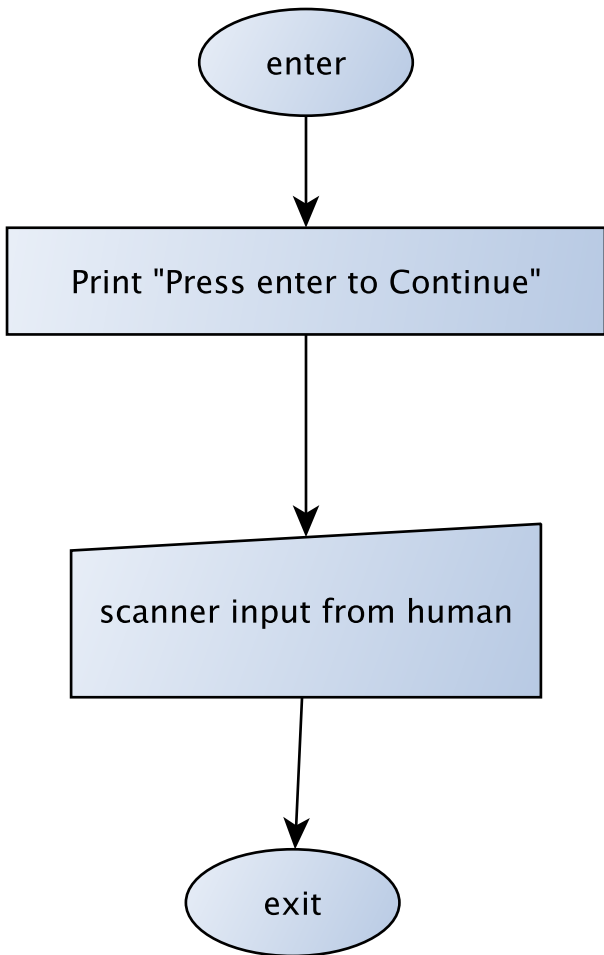 enter
Print "Press enter to Continue"
scanner input from human
exit